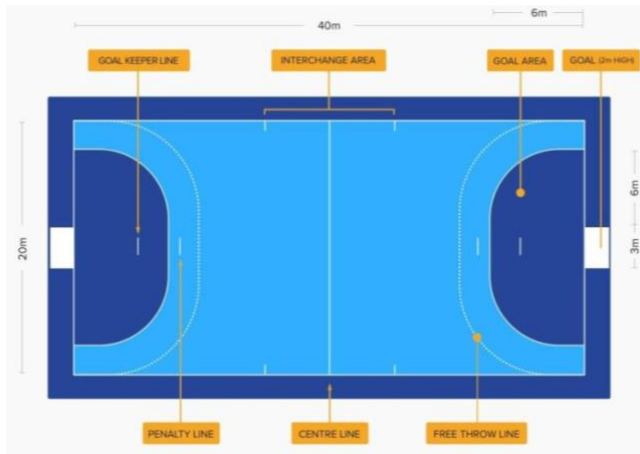 6m
40m
GOAL KEEPER LINE
INTERCHANGE AREA
GOAL AREA
GOAL (2m HIGH)
6m
20m
3m
PENALTY LINE
CENTRE LINE
FREE THROW LINE